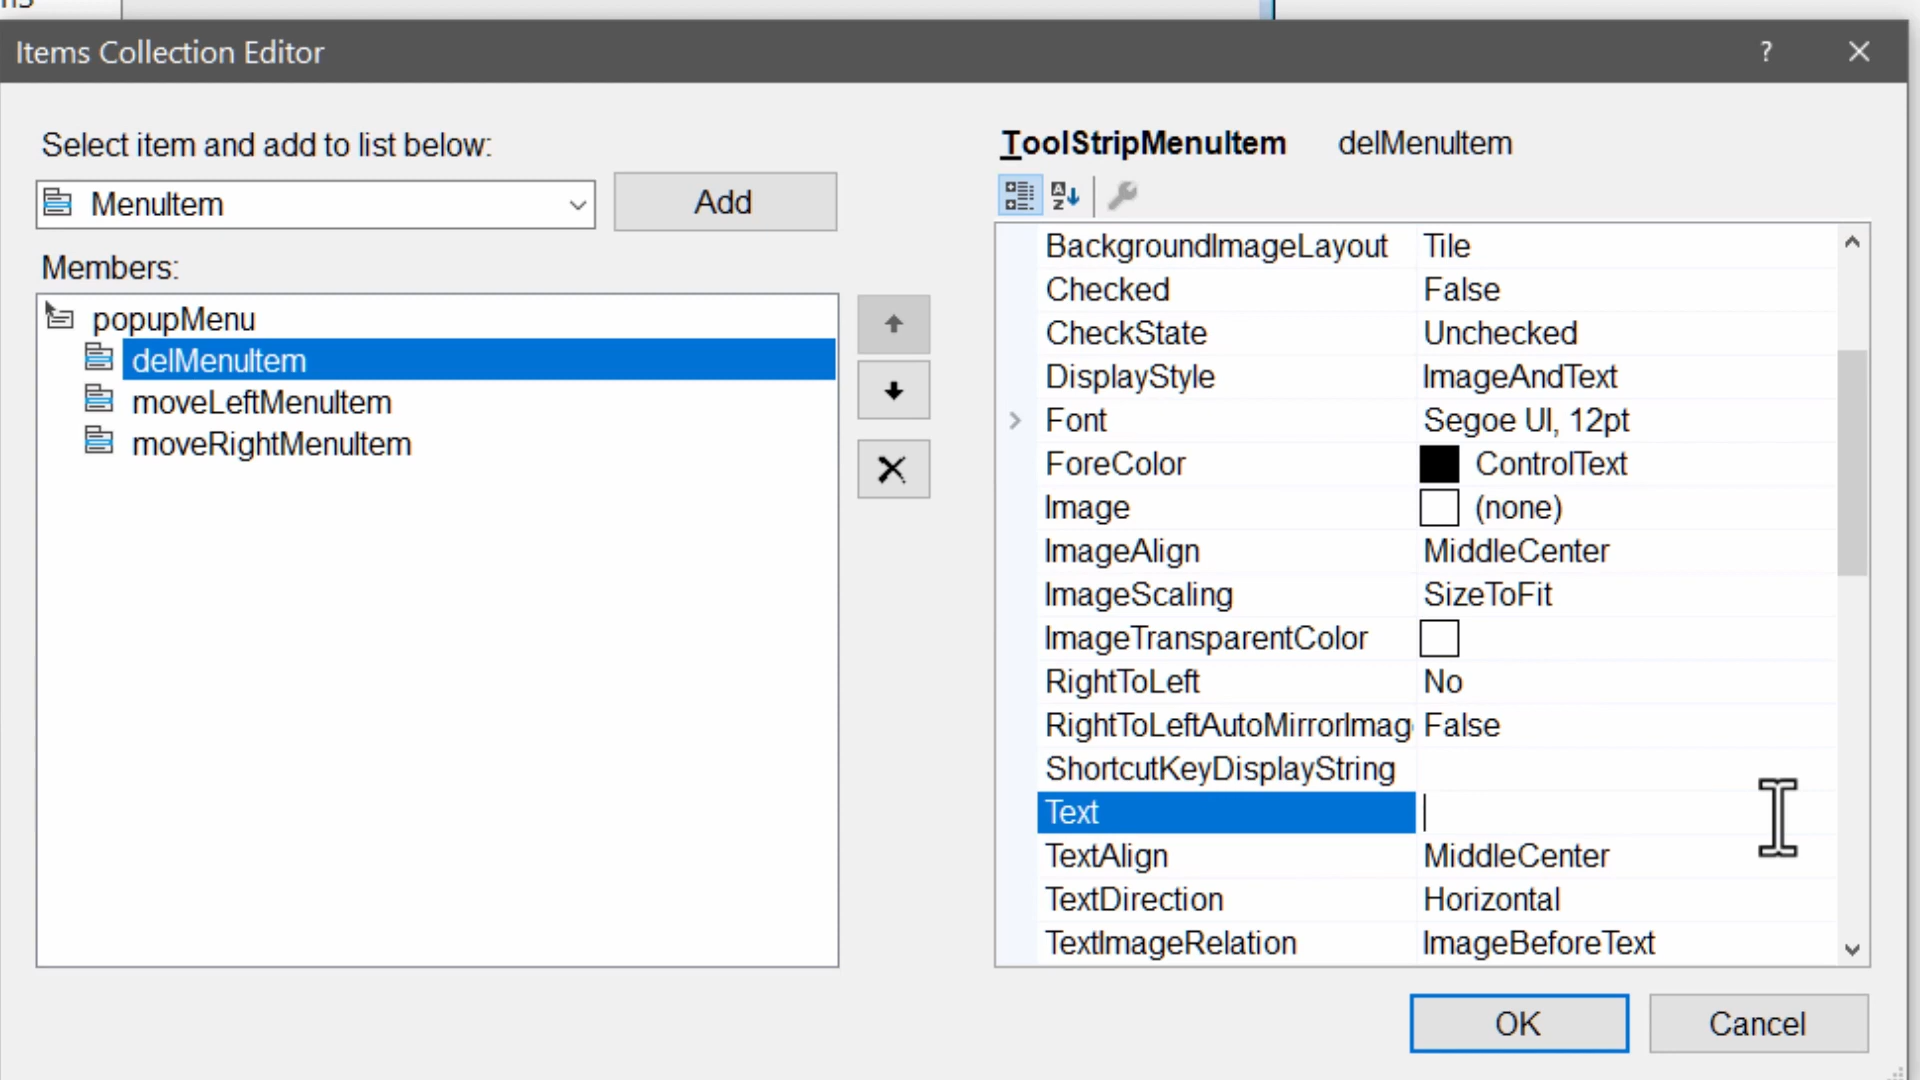 Items Collection Editor ? ×
Select item and add to list below:
MenuItem
Add
Members:
popupMenu
delMenuItem
moveLeftMenuItem
moveRightMenuItem
ToolStripMenuItem delMenuItem
BackgroundImageLayout Tile
Checked False
CheckState Unchecked
DisplayStyle ImageAndText
Font Segoe UI, 12pt
ForeColor ControlText
Image (none)
ImageAlign MiddleCenter
ImageScaling SizeToFit
ImageTransparentColor
RightToLeft No
RightToLeftAutoMirrorImag False
ShortcutKeyDisplayString
Text
TextAlign MiddleCenter
TextDirection Horizontal
TextImageRelation ImageBeforeText
OK Cancel